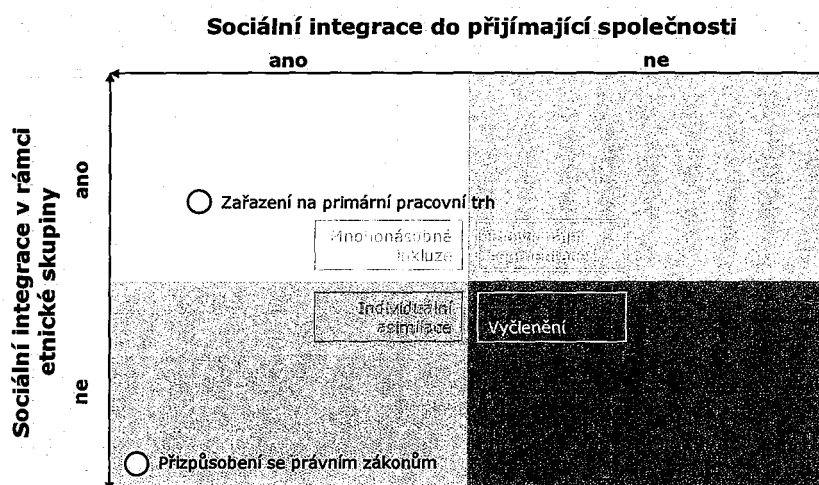 Sociální integrace do přijímající společnosti
ano
ne
Sociální integrace v rámci
etnické skupiny
ano
ne
Zařazení na primární pracovní trh
Mnohonásobná
inkluze
Individuální
asimilace
Vyčlenění
Přizpůsobení se právním zákonům